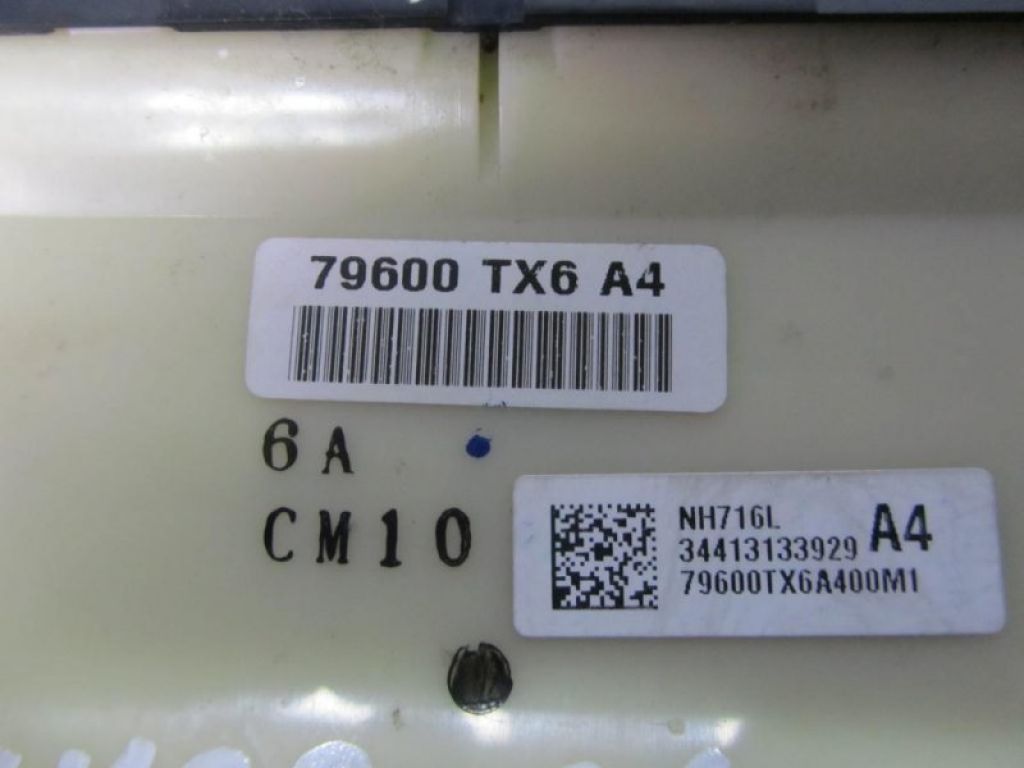 79600 TX6 A4
6A
CM10
NH716L A4
34413133929
79600TX6A400M1